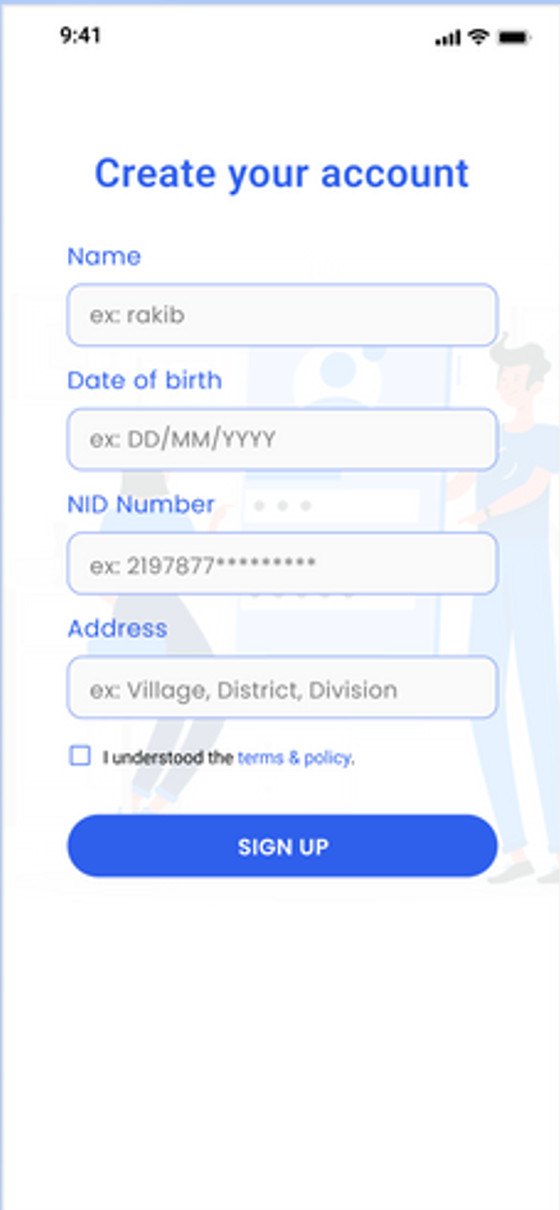 9:41
Create your account
Name
ex: rakib
Date of birth
ex: DD/MM/YYYY
NID Number
ex: 2197877*********
Address
ex: Village, District, Division
I understood the terms & policy.
SIGN UP